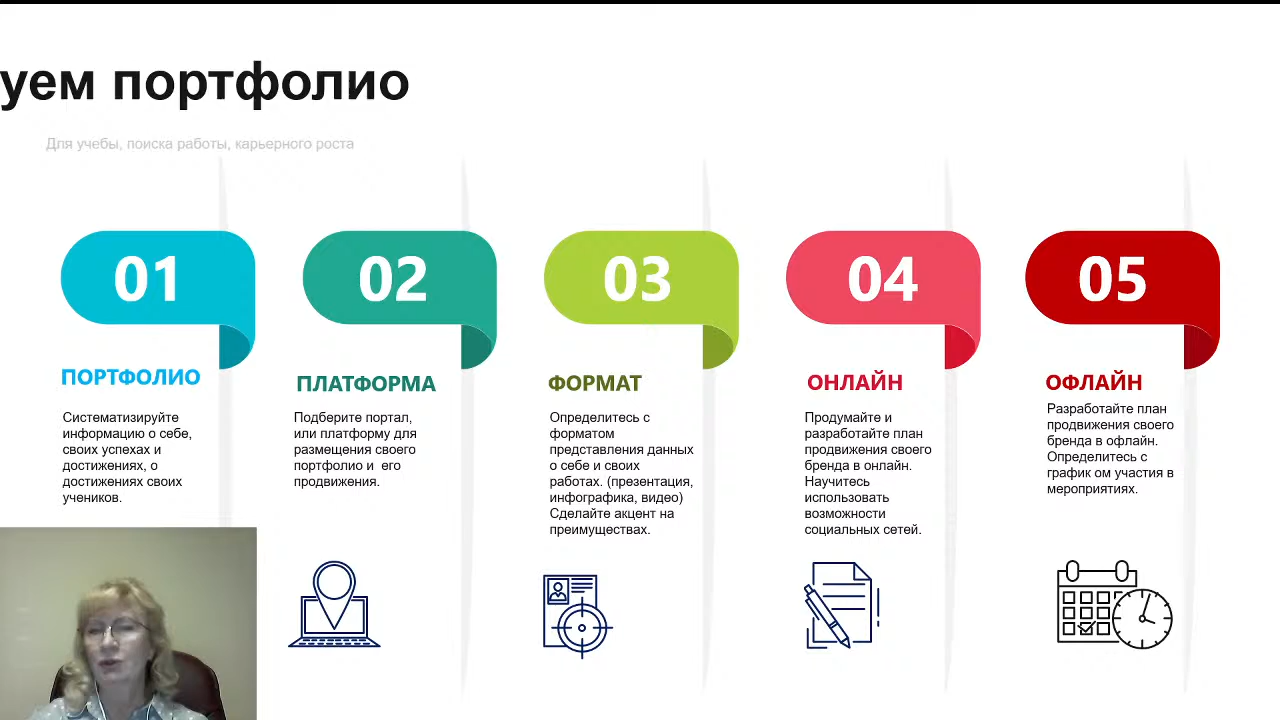 уем портфолио
Для учебы, поиска работы, карьерного роста
01
ПОРТФОЛИО
Систематизируйте
информацию о себе,
своих успехах и
достижениях, о
достижениях своих
учеников.
02
ПЛАТФОРМА
Подберите портал,
или платформу для
размещения своего
портфолио и его
продвижения.
03
ФОРМАТ
Определитесь с
форматом
представления данных
о себе и своих
работах. (презентация,
инфографика, видео)
Сделайте акцент на
преимуществах.
04
ОНЛАЙН
Продумайте и
разработайте план
продвижения своего
бренда в онлайн.
Научитесь
использовать
возможности
социальных сетей.
05
ОФЛАЙН
Разработайте план
продвижения своего
бренда в офлайн.
Определитесь с
график ом участия в
мероприятиях.